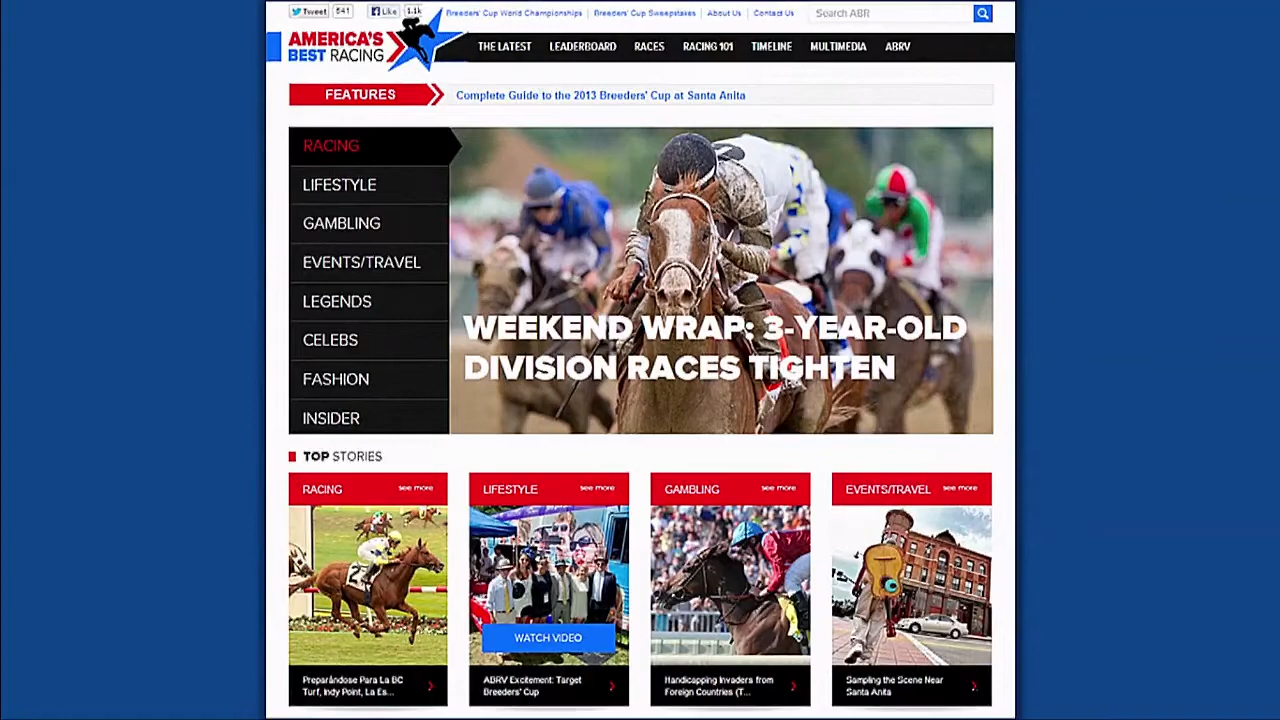 Tweet 541 Like 1.1k Breeders' Cup World Championships Breeders' Cup Sweepstakes About Us Contact Us Search ABR
AMERICA'S
BEST RACING
THE LATEST LEADERBOARD RACES RACING 101 TIMELINE MULTIMEDIA ABRV
FEATURES Complete Guide to the 2013 Breeders' Cup at Santa Anita
RACING
LIFESTYLE
GAMBLING
EVENTS/TRAVEL
LEGENDS
CELEBS
FASHION
INSIDER
WEEKEND WRAP: 3-YEAR-OLD
DIVISION RACES TIGHTEN
TOP STORIES
RACING see more
Preparándose Para La BC
Turf, Indy Point, La Es...
LIFESTYLE see more
WATCH VIDEO
ABRV Excitement: Target
Breeders' Cup
GAMBLING see more
Handicapping Invaders from
Foreign Countries (T...
EVENTS/TRAVEL see more
Sampling the Scene Near
Santa Anita